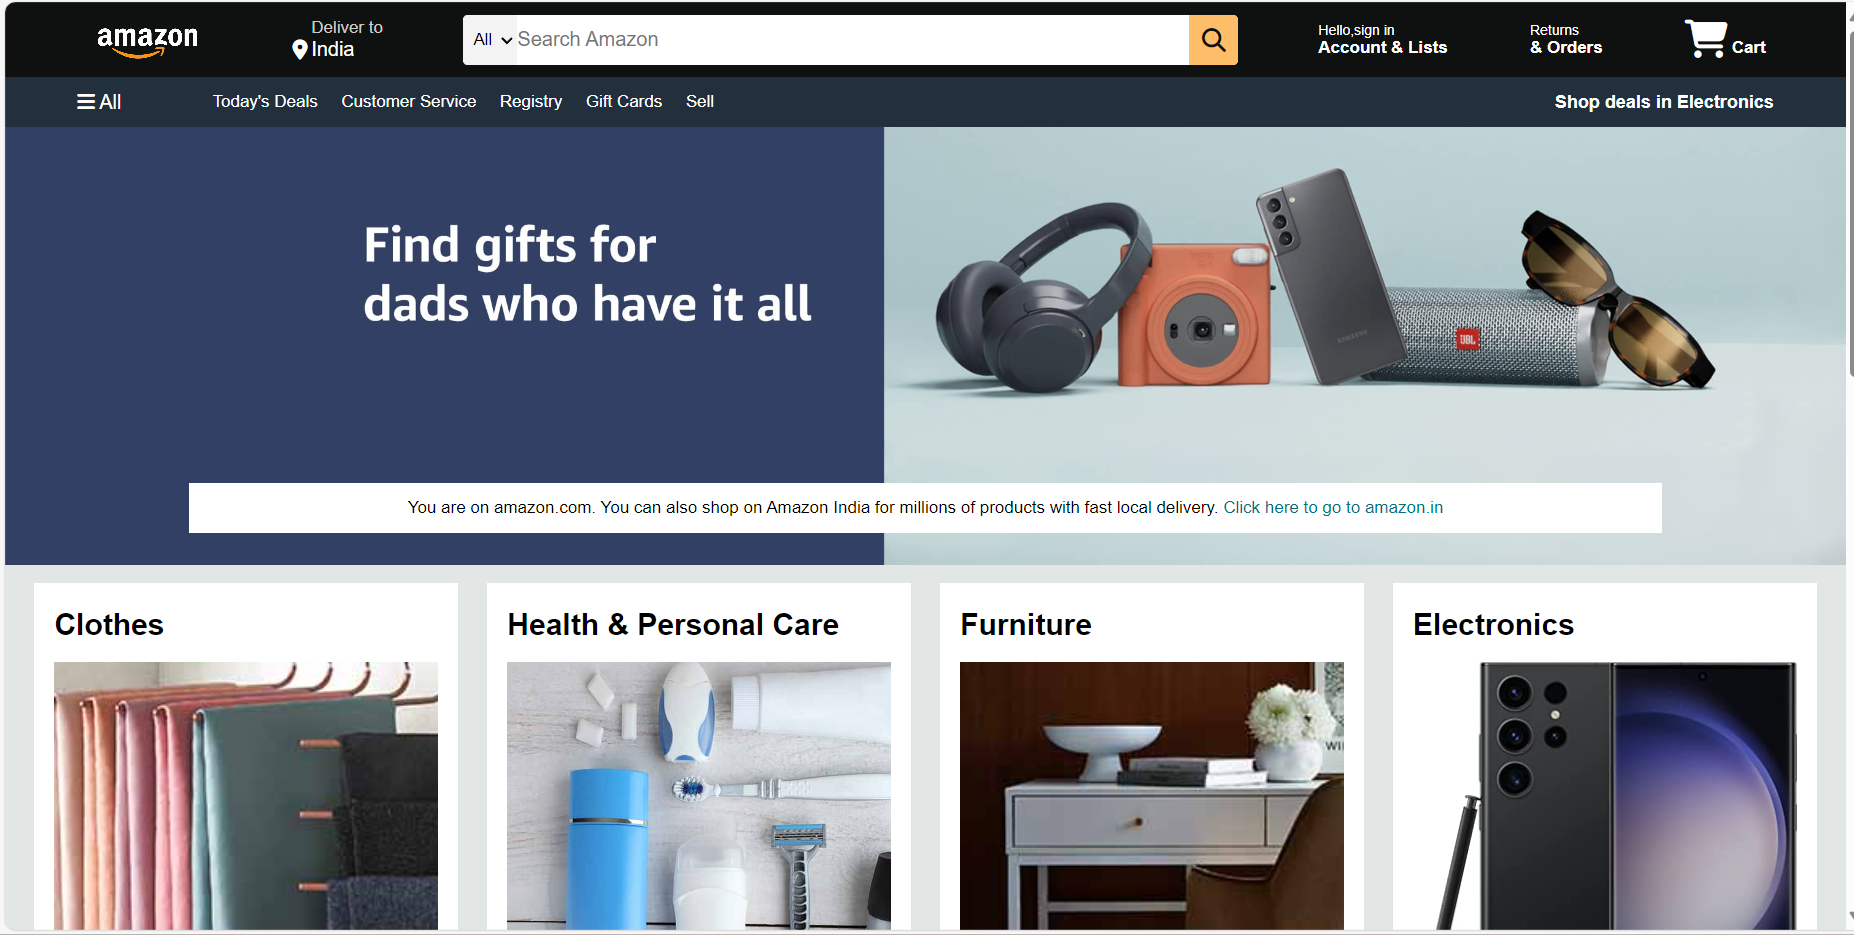 amazon
Deliver to
India
All
Search Amazon
Hello,sign in
Account & Lists
Returns
& Orders
Cart
All
Today's Deals
Customer Service
Registry
Gift Cards
Sell
Shop deals in Electronics
Find gifts for
dads who have it all
SAMSUNG
JBL
You are on amazon.com. You can also shop on Amazon India for millions of products with fast local delivery. Click here to go to amazon.in
Clothes
Health & Personal Care
Furniture
Electronics